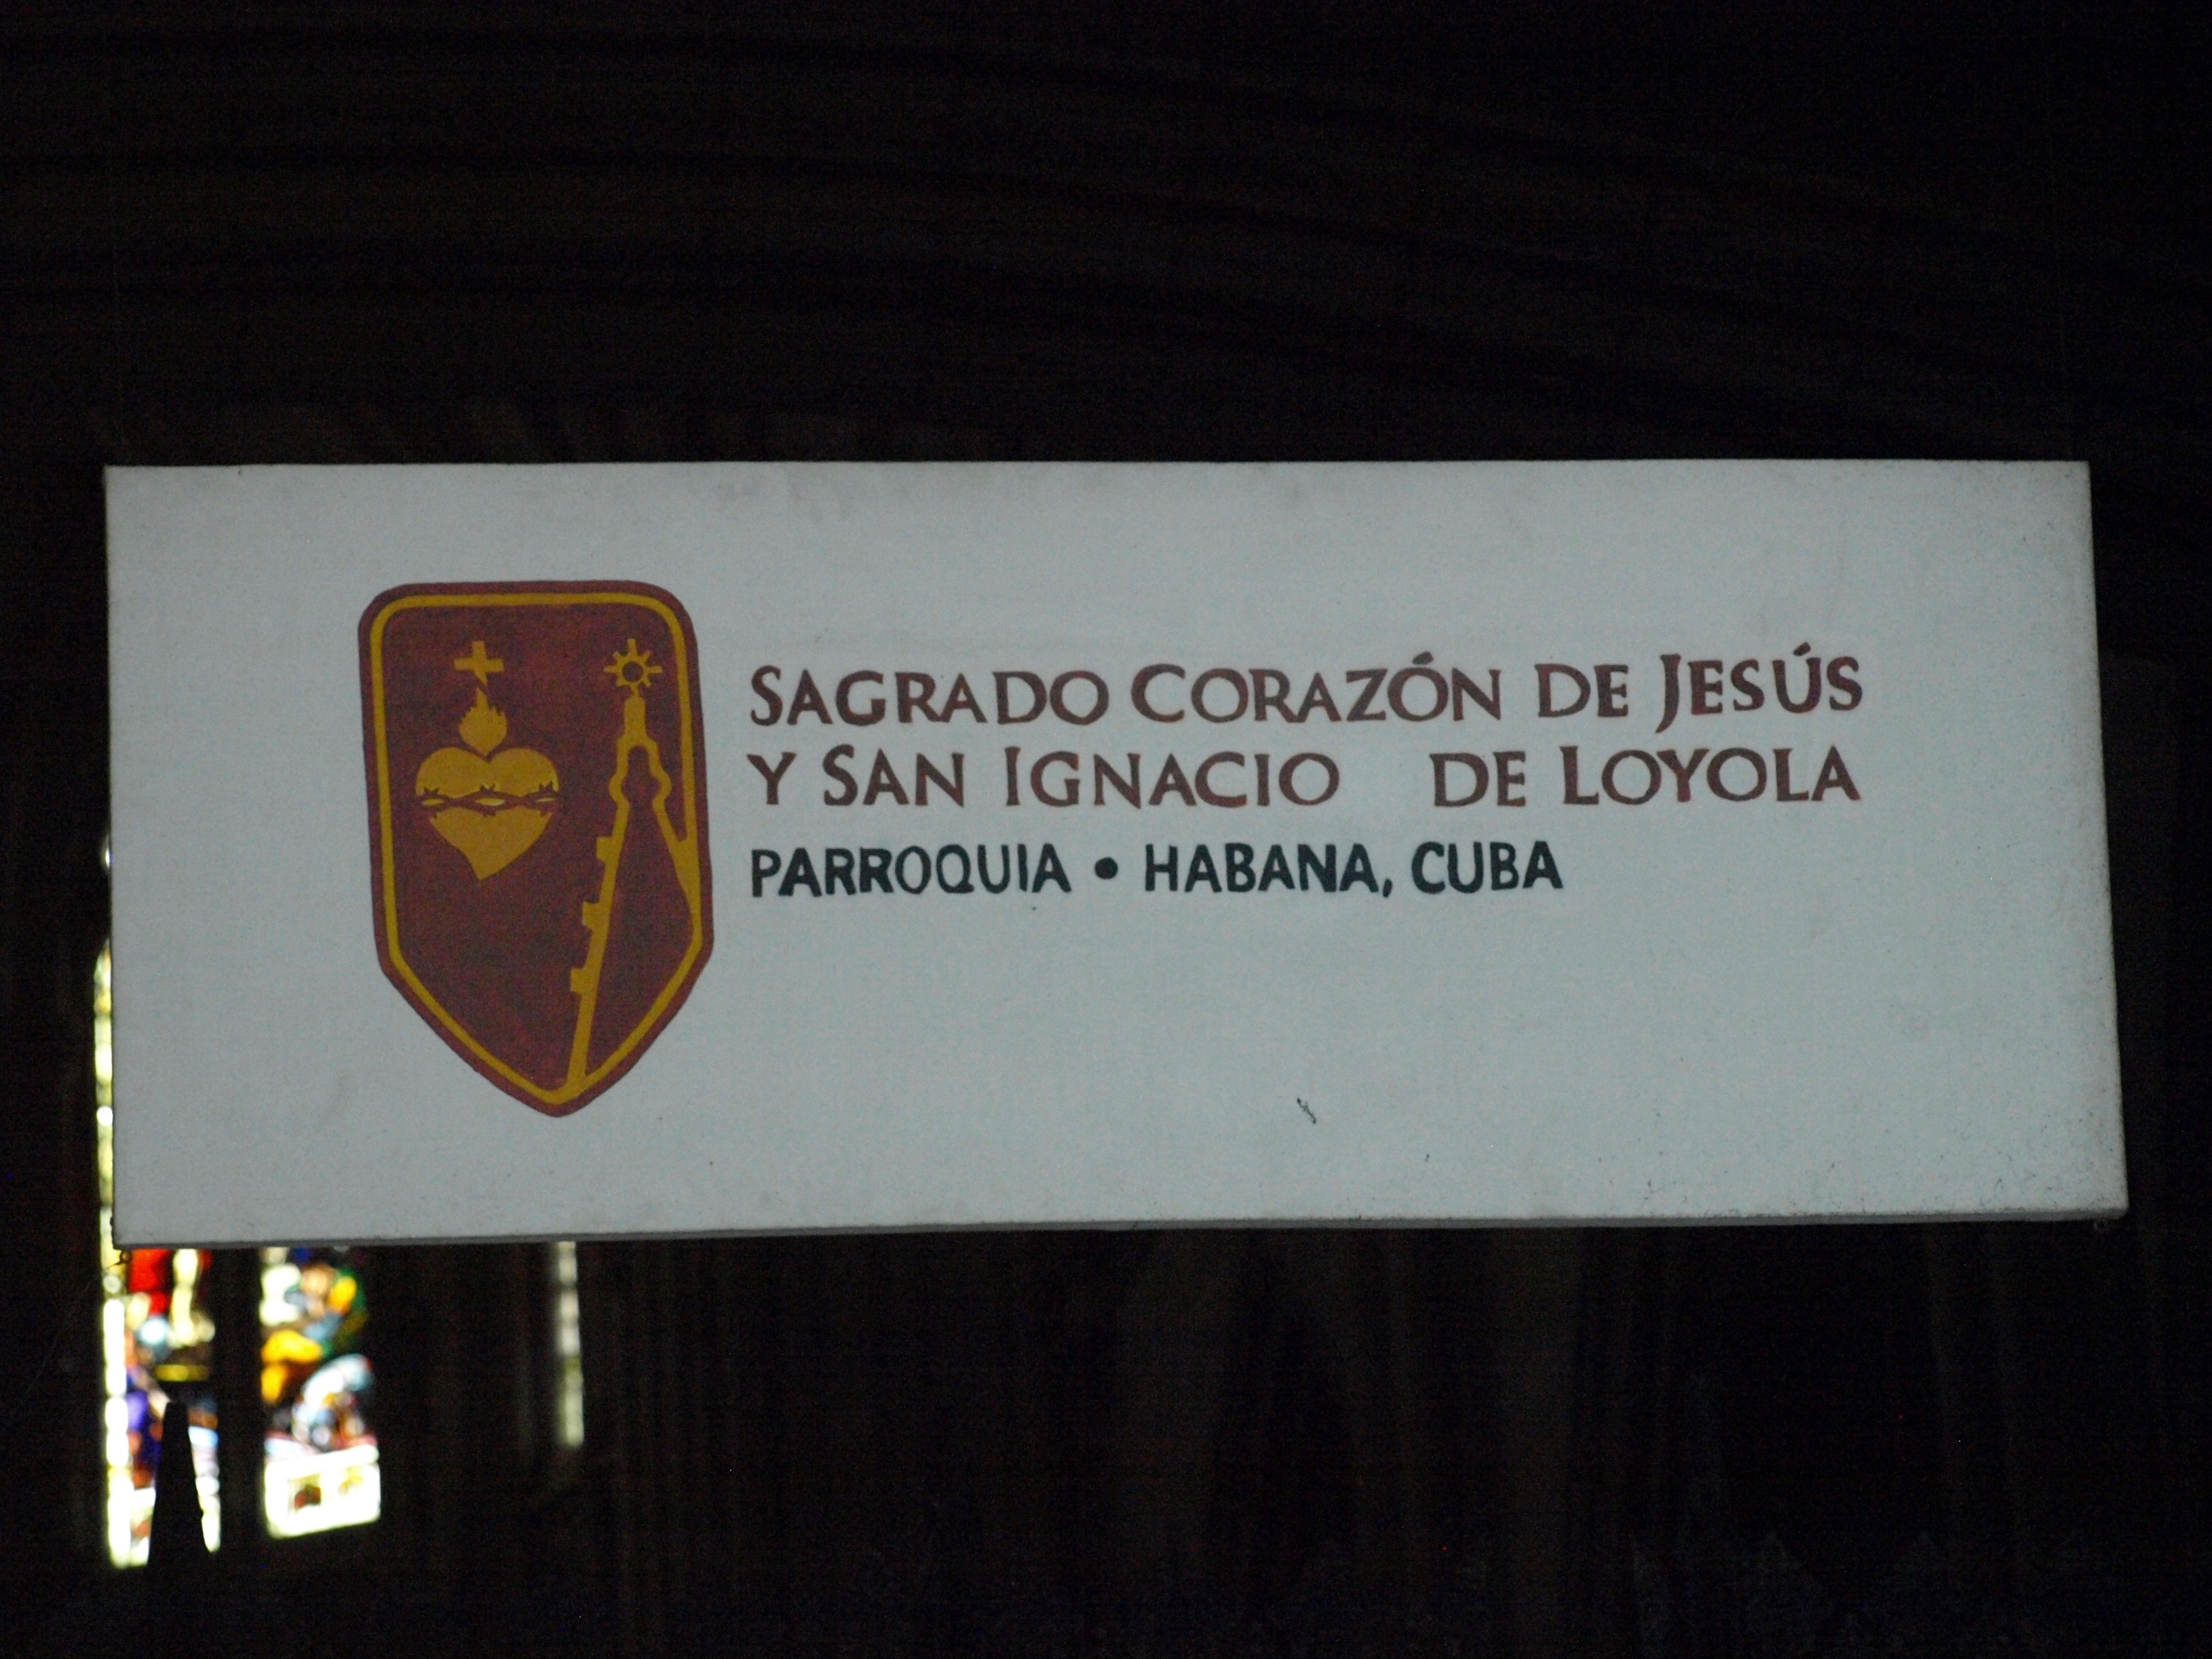 SAGRADO CORAZÓN DE JESÚS
Y SAN IGNACIO DE LOYOLA
PARROQUIA • HABANA, CUBA